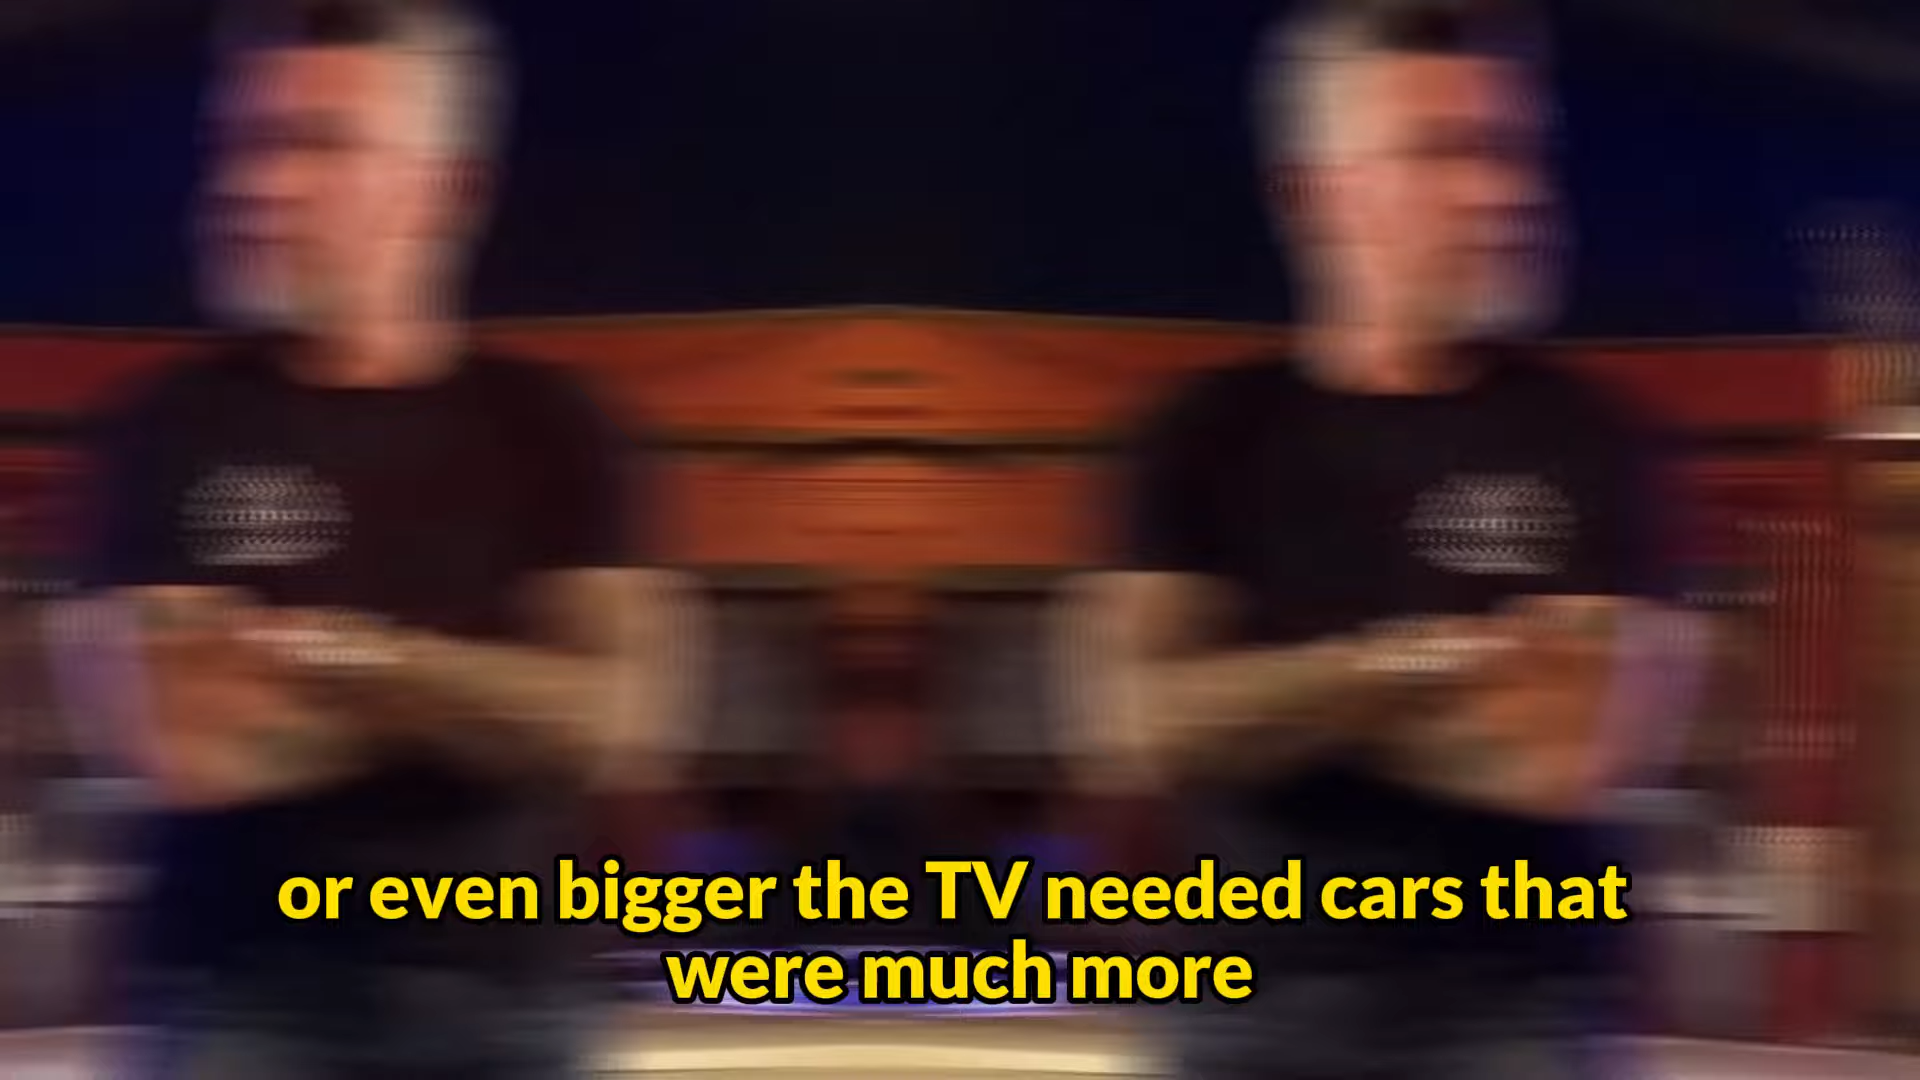 or even bigger the TV needed cars that
were much more